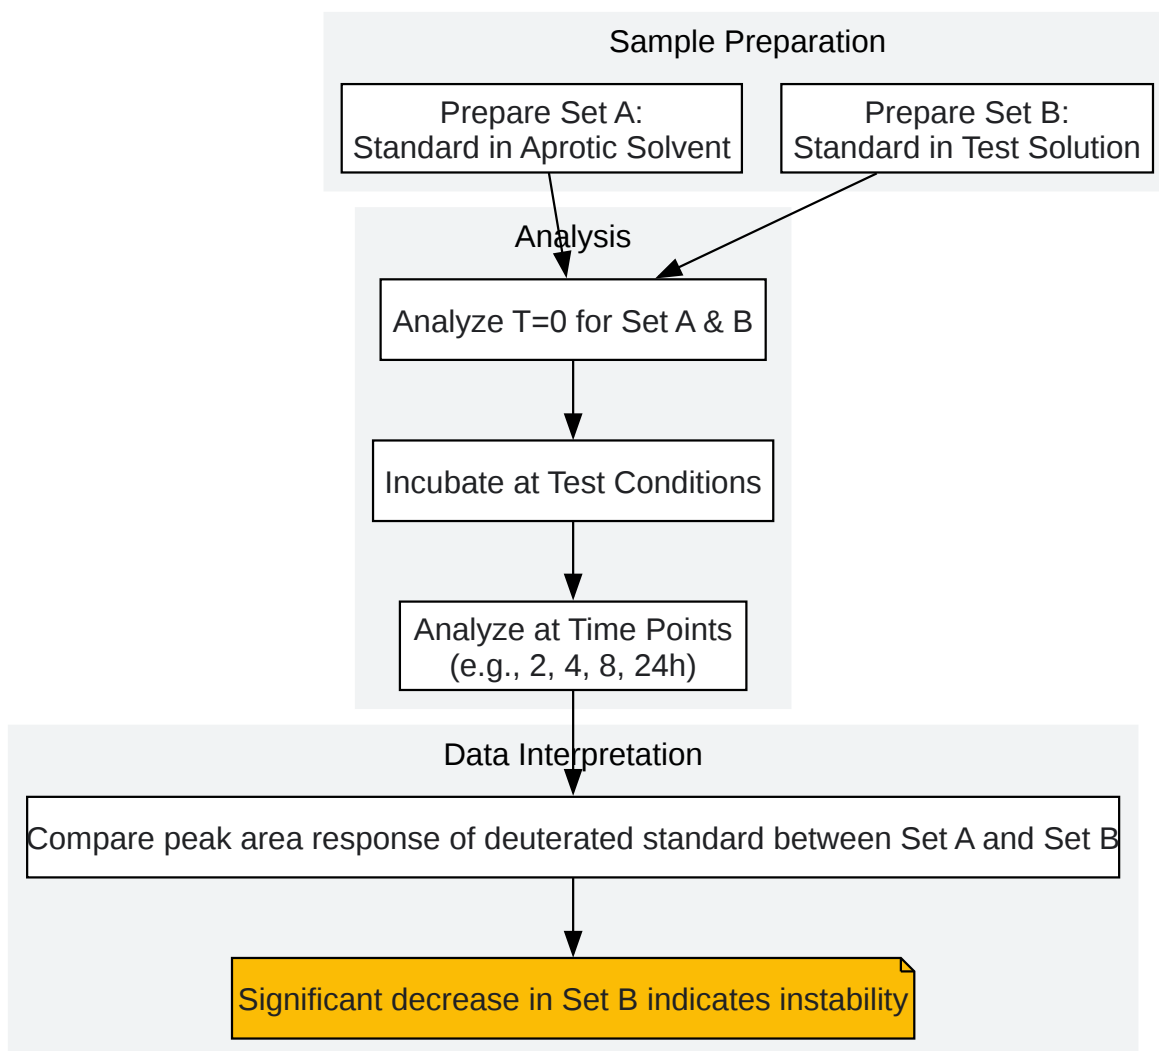 Sample Preparation
Prepare Set A:
Standard in Aprotic Solvent
Prepare Set B:
Standard in Test Solution
Analysis
Analyze T=0 for Set A & B
Incubate at Test Conditions
Analyze at Time Points
(e.g., 2, 4, 8, 24h)
Data Interpretation
Compare peak area response of deuterated standard between Set A and Set B
Significant decrease in Set B indicates instability